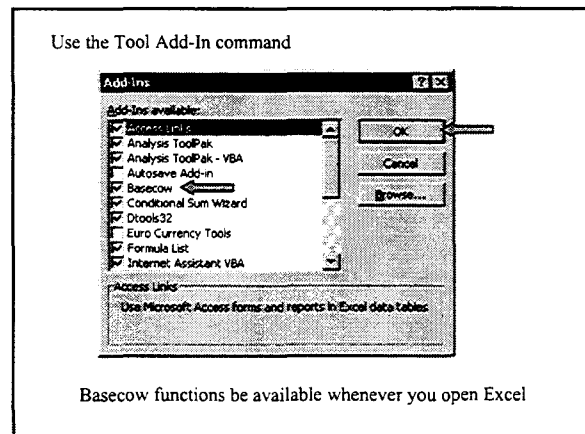 Use the Tool Add-In command
Add-Ins
Add-Ins available:
Access Links
Analysis ToolPak
Analysis ToolPak - VBA
Autosave Add-in
Basecow
Conditional Sum Wizard
Dtools32
Euro Currency Tools
Formula List
Internet Assistant VBA
OK
Cancel
Browse...
Access Links
Use Microsoft Access forms and reports in Excel data tables
Basecow functions be available whenever you open Excel